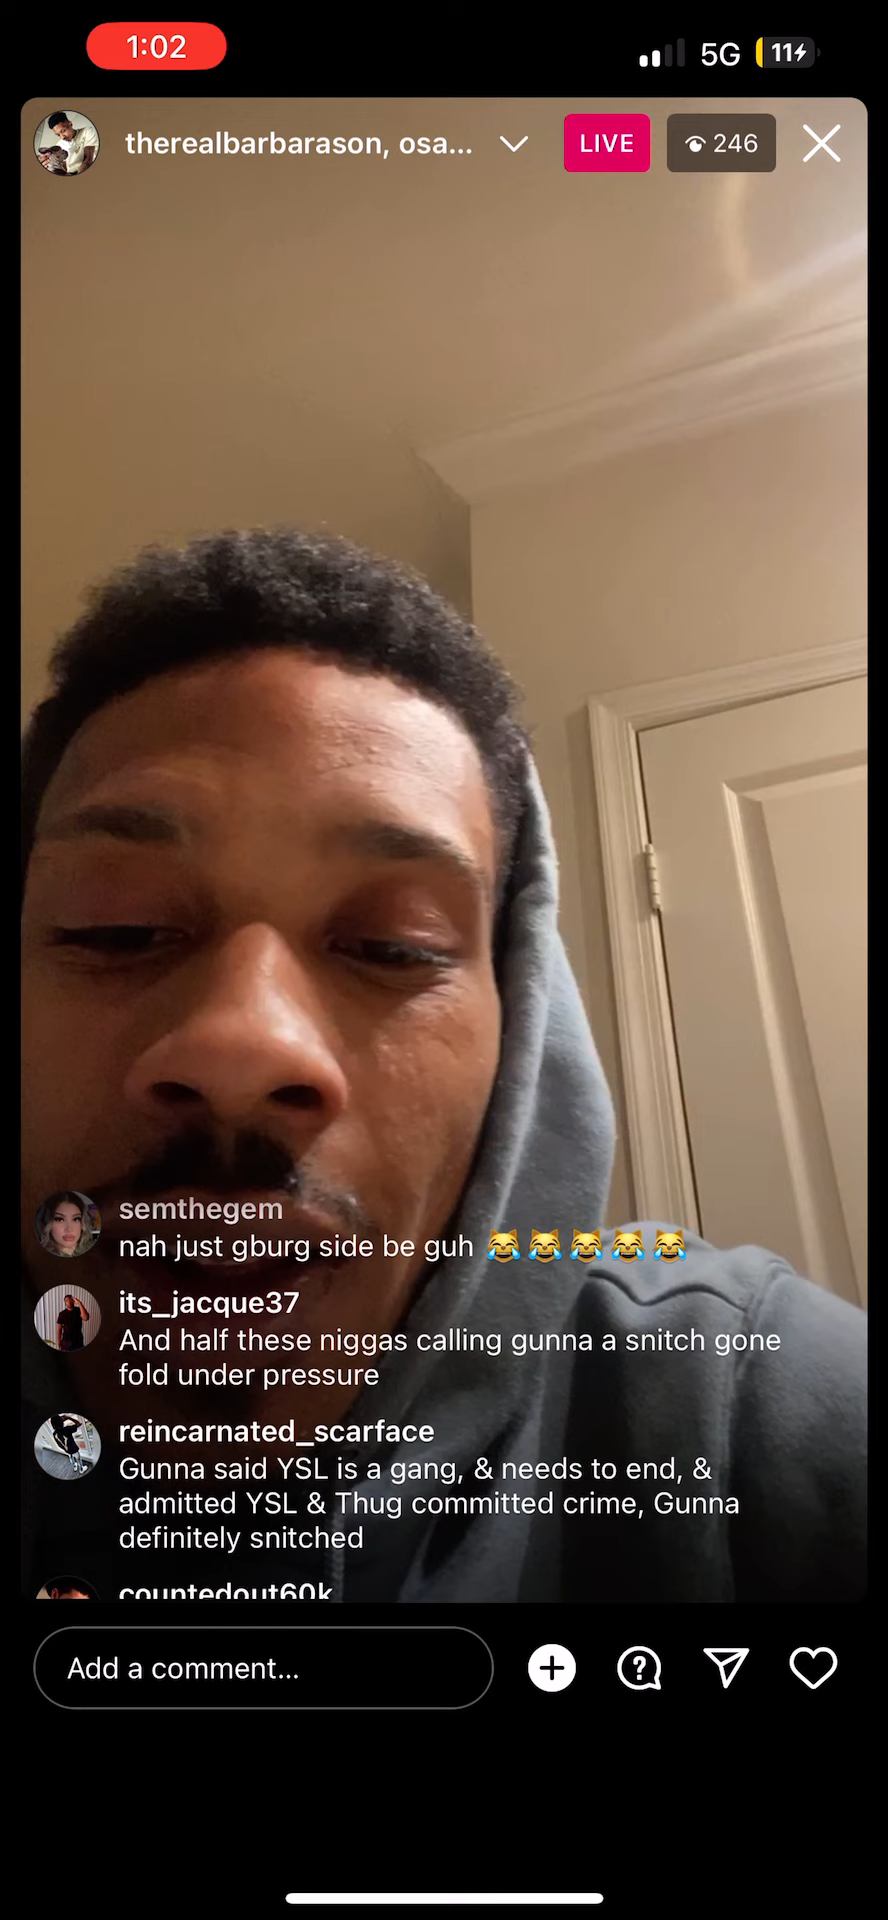 1:02
5G
11
therealbarbarason, osa...
LIVE
246
semthegem
nah just gburg side be guh 😹😹😹😹😹
its_jacque37
And half these niggas calling gunna a snitch gone
fold under pressure
reincarnated_scarface
Gunna said YSL is a gang, & needs to end, &
admitted YSL & Thug committed crime, Gunna
definitely snitched
countedout60k
Add a comment...